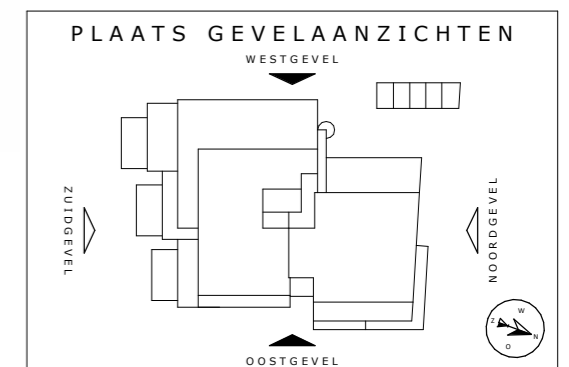 PLAATS GEVELAANZICHTEN
WESTGEVEL
ZUIDGEVEL
NOORDGEVEL
W
Z
N
O
OOSTGEVEL